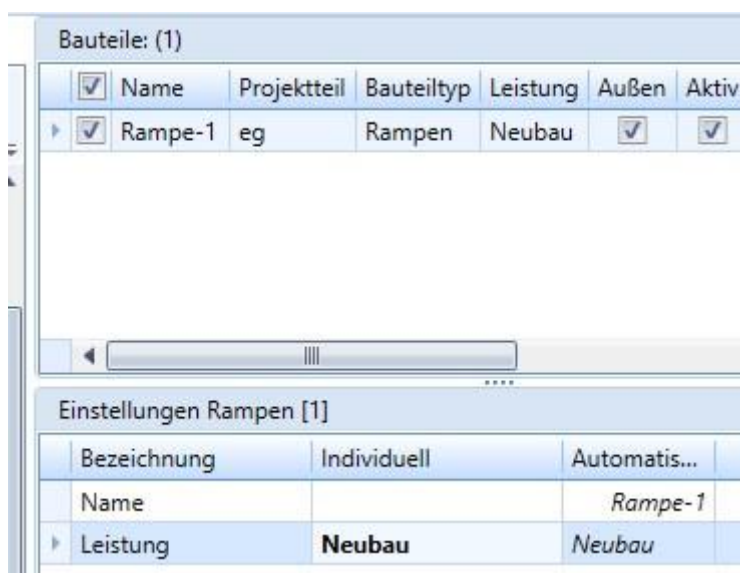 Bauteile: (1)
Name Projektteil Bauteiltyp Leistung Außen Aktiv
Rampe-1 eg Rampen Neubau
Einstellungen Rampen [1]
Bezeichnung Individuell Automatis...
Name Rampe-1
Leistung Neubau Neubau